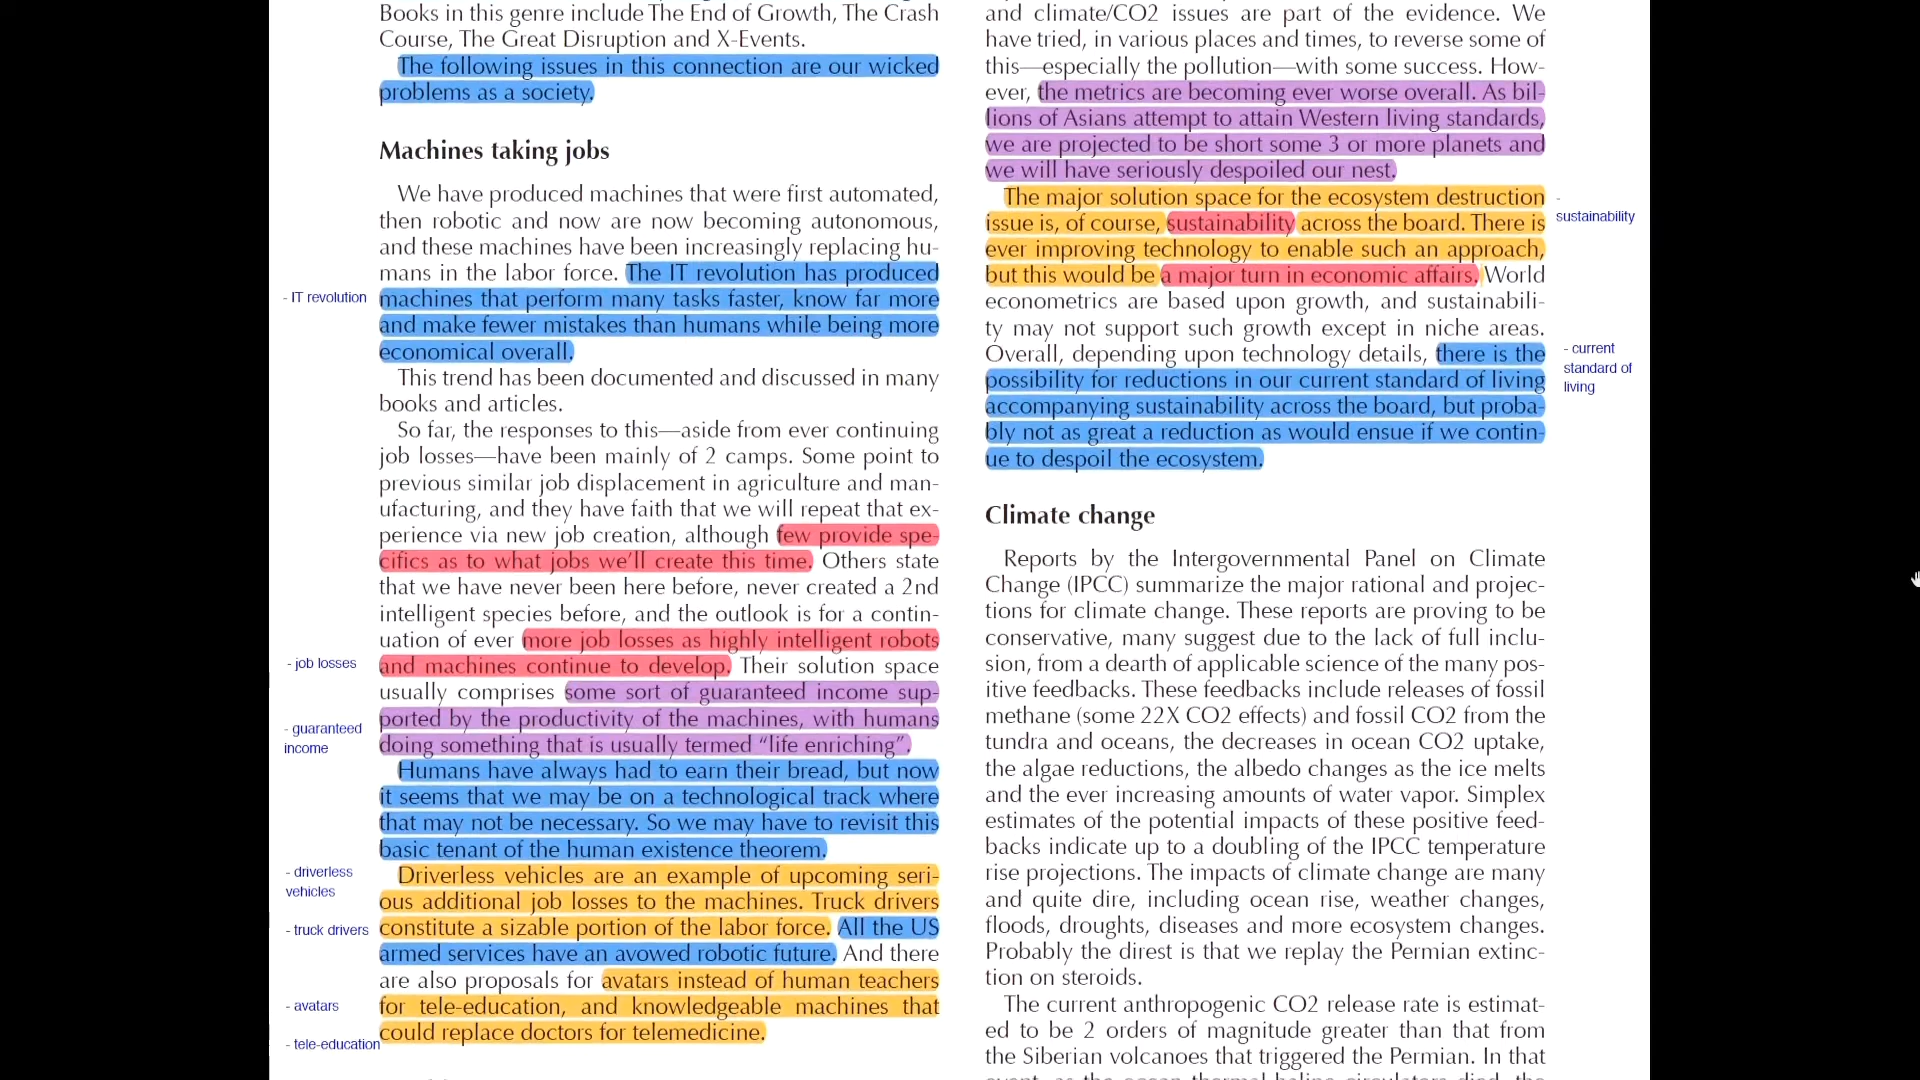 Books in this genre include The End of Growth, The Crash
Course, The Great Disruption and X-Events.
The following issues in this connection are our wicked
problems as a society.
Machines taking jobs
We have produced machines that were first automated,
then robotic and now are now becoming autonomous,
and these machines have been increasingly replacing hu-
mans in the labor force. The IT revolution has produced
- IT revolution
machines that perform many tasks faster, know far more
and make fewer mistakes than humans while being more
economical overall.
This trend has been documented and discussed in many
books and articles.
So far, the responses to this—aside from ever continuing
job losses—have been mainly of 2 camps. Some point to
previous similar job displacement in agriculture and man-
ufacturing, and they have faith that we will repeat that ex-
perience via new job creation, although few provide spe-
cifics as to what jobs we'll create this time. Others state
that we have never been here before, never created a 2nd
intelligent species before, and the outlook is for a contin-
uation of ever more job losses as highly intelligent robots
- job losses
and machines continue to develop. Their solution space
usually comprises some sort of guaranteed income sup-
- guaranteed
income
ported by the productivity of the machines, with humans
doing something that is usually termed “life enriching”.
Humans have always had to earn their bread, but now
it seems that we may be on a technological track where
that may not be necessary. So we may have to revisit this
basic tenant of the human existence theorem.
- driverless
vehicles
Driverless vehicles are an example of upcoming seri-
ous additional job losses to the machines. Truck drivers
- truck drivers
constitute a sizable portion of the labor force. All the US
armed services have an avowed robotic future. And there
are also proposals for avatars instead of human teachers
- avatars
for tele-education, and knowledgeable machines that
could replace doctors for telemedicine.
- tele-education
and climate/CO2 issues are part of the evidence. We
have tried, in various places and times, to reverse some of
this—especially the pollution—with some success. How-
ever, the metrics are becoming ever worse overall. As bil-
lions of Asians attempt to attain Western living standards,
we are projected to be short some 3 or more planets and
we will have seriously despoiled our nest.
The major solution space for the ecosystem destruction
issue is, of course, sustainability across the board. There is
-
sustainability
ever improving technology to enable such an approach,
but this would be a major turn in economic affairs. World
econometrics are based upon growth, and sustainabili-
ty may not support such growth except in niche areas.
Overall, depending upon technology details, there is the
- current
standard of
living
possibility for reductions in our current standard of living
accompanying sustainability across the board, but proba-
bly not as great a reduction as would ensue if we contin-
ue to despoil the ecosystem.
Climate change
Reports by the Intergovernmental Panel on Climate
Change (IPCC) summarize the major rational and projec-
tions for climate change. These reports are proving to be
conservative, many suggest due to the lack of full inclu-
sion, from a dearth of applicable science of the many pos-
itive feedbacks. These feedbacks include releases of fossil
methane (some 22X CO2 effects) and fossil CO2 from the
tundra and oceans, the decreases in ocean CO2 uptake,
the algae reductions, the albedo changes as the ice melts
and the ever increasing amounts of water vapor. Simplex
estimates of the potential impacts of these positive feed-
backs indicate up to a doubling of the IPCC temperature
rise projections. The impacts of climate change are many
and quite dire, including ocean rise, weather changes,
floods, droughts, diseases and more ecosystem changes.
Probably the direst is that we replay the Permian extinc-
tion on steroids.
The current anthropogenic CO2 release rate is estimat-
ed to be 2 orders of magnitude greater than that from
the Siberian volcanoes that triggered the Permian. In that